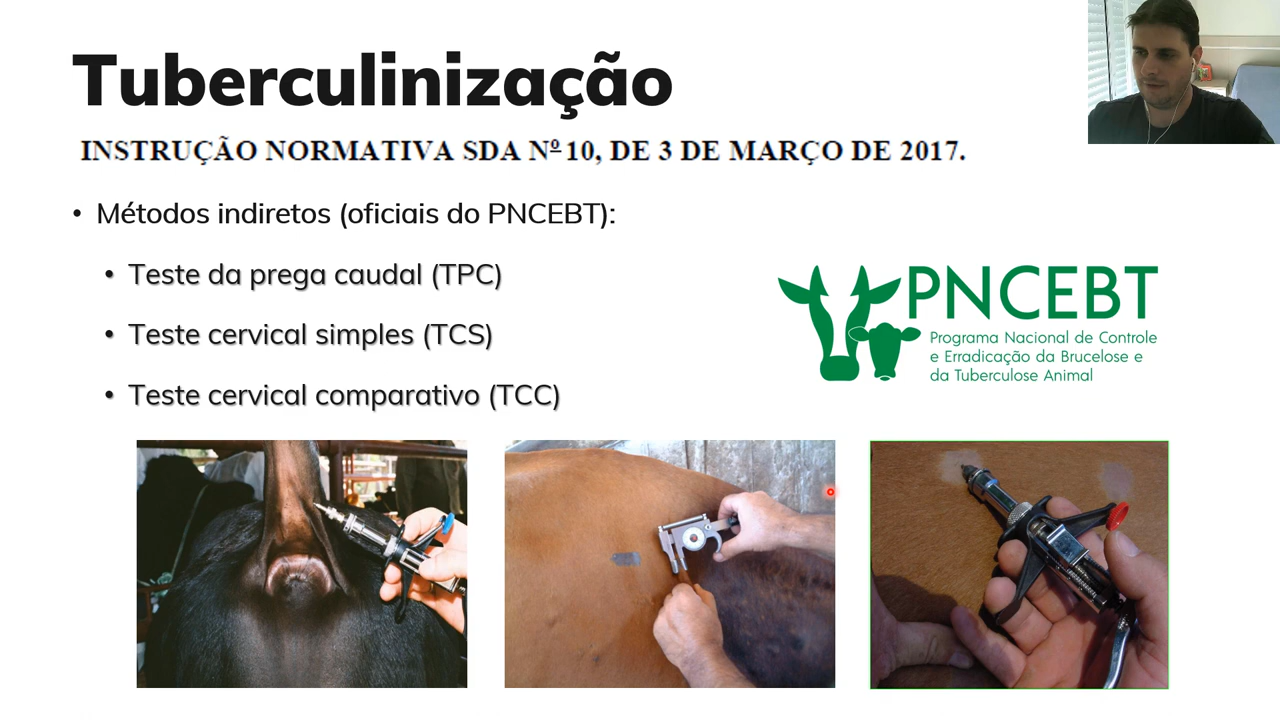 Tuberculinização
INSTRUÇÃO NORMATIVA SDA Nº 10, DE 3 DE MARÇO DE 2017.
• Métodos indiretos (oficiais do PNCEBT):
• Teste da prega caudal (TPC)
• Teste cervical simples (TCS)
• Teste cervical comparativo (TCC)
PNCEBT
Programa Nacional de Controle
e Erradicação da Brucelose e
da Tuberculose Animal